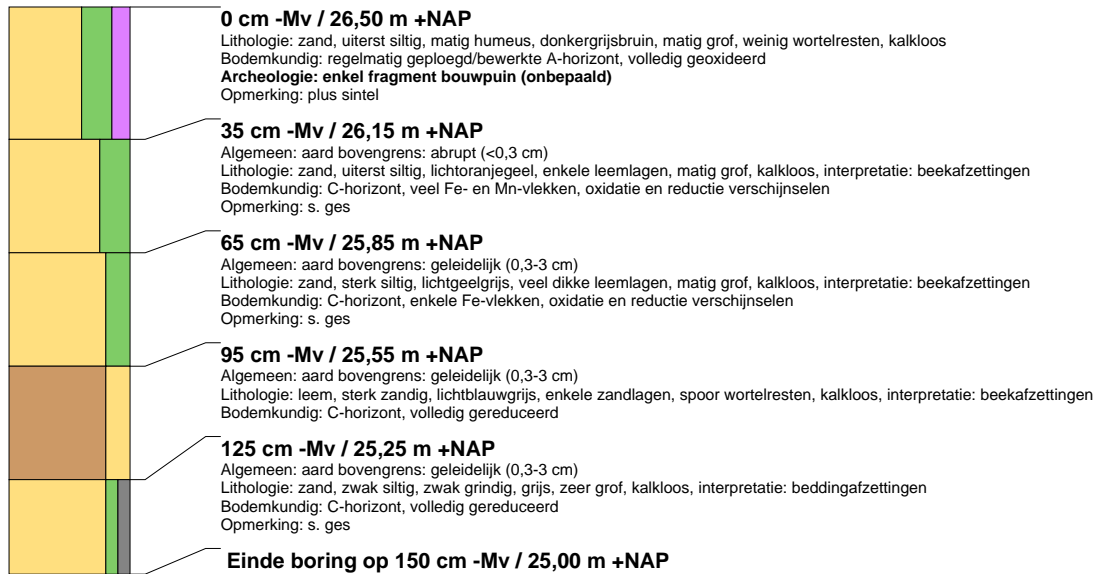 0 cm -Mv / 26,50 m +NAP
Lithologie: zand, uiterst siltig, matig humeus, donkergrijsbruin, matig grof, weinig wortelresten, kalkloos
Bodemkundig: regelmatig geploegd/bewerkte A-horizont, volledig geoxideerd
Archeologie: enkel fragment bouwpuin (onbepaald)
Opmerking: plus sintel
35 cm -Mv / 26,15 m +NAP
Algemeen: aard bovengrens: abrupt (<0,3 cm)
Lithologie: zand, uiterst siltig, lichtoranjegeel, enkele leemlagen, matig grof, kalkloos, interpretatie: beekafzettingen
Bodemkundig: C-horizont, veel Fe- en Mn-vlekken, oxidatie en reductie verschijnselen
Opmerking: s. ges
65 cm -Mv / 25,85 m +NAP
Algemeen: aard bovengrens: geleidelijk (0,3-3 cm)
Lithologie: zand, sterk siltig, lichtgeelgrijs, veel dikke leemlagen, matig grof, kalkloos, interpretatie: beekafzettingen
Bodemkundig: C-horizont, enkele Fe-vlekken, oxidatie en reductie verschijnselen
Opmerking: s. ges
95 cm -Mv / 25,55 m +NAP
Algemeen: aard bovengrens: geleidelijk (0,3-3 cm)
Lithologie: leem, sterk zandig, lichtblauwgrijs, enkele zandlagen, spoor wortelresten, kalkloos, interpretatie: beekafzettingen
Bodemkundig: C-horizont, volledig gereduceerd
125 cm -Mv / 25,25 m +NAP
Algemeen: aard bovengrens: geleidelijk (0,3-3 cm)
Lithologie: zand, zwak siltig, zwak grindig, grijs, zeer grof, kalkloos, interpretatie: beddingafzettingen
Bodemkundig: C-horizont, volledig gereduceerd
Opmerking: s. ges
Einde boring op 150 cm -Mv / 25,00 m +NAP